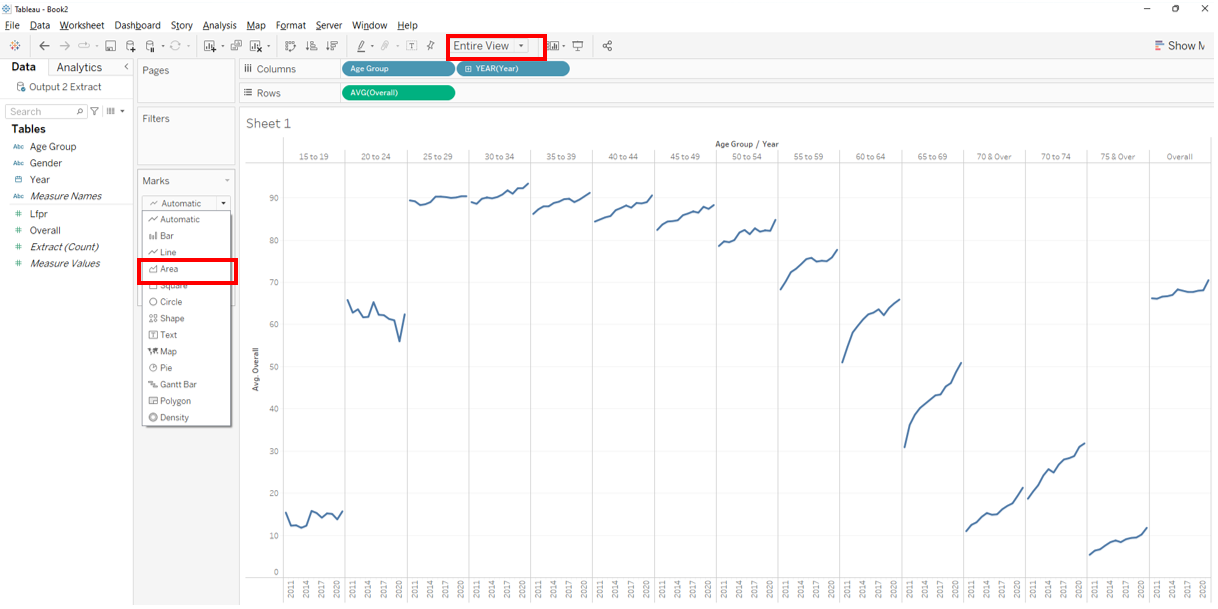 Tableau - Book2
File Data Worksheet Dashboard Story Analysis Map Format Server Window Help
Entire View
Show M
Data Analytics
Output 2 Extract
Search
Tables
Abc Age Group
Abc Gender
Year
Abc Measure Names
# Lfpr
# Overall
# Extract (Count)
# Measure Values
Pages
Filters
Marks
Automatic
Automatic
Bar
Line
Area
Square
Circle
Shape
Text
Map
Pie
Gantt Bar
Polygon
Density
Columns Age Group YEAR(Year)
Rows AVG(Overall)
Sheet 1
Age Group / Year
15 to 19 20 to 24 25 to 29 30 to 34 35 to 39 40 to 44 45 to 49 50 to 54 55 to 59 60 to 64 65 to 69 70 & Over 70 to 74 75 & Over Overall
Avg. Overall
90
80
70
60
50
40
30
20
10
0
2011 2014 2017 2020 2011 2014 2017 2020 2011 2014 2017 2020 2011 2014 2017 2020 2011 2014 2017 2020 2011 2014 2017 2020 2011 2014 2017 2020 2011 2014 2017 2020 2011 2014 2017 2020 2011 2014 2017 2020 2011 2014 2017 2020 2011 2014 2017 2020 2011 2014 2017 2020 2011 2014 2017 2020 2011 2014 2017 2020